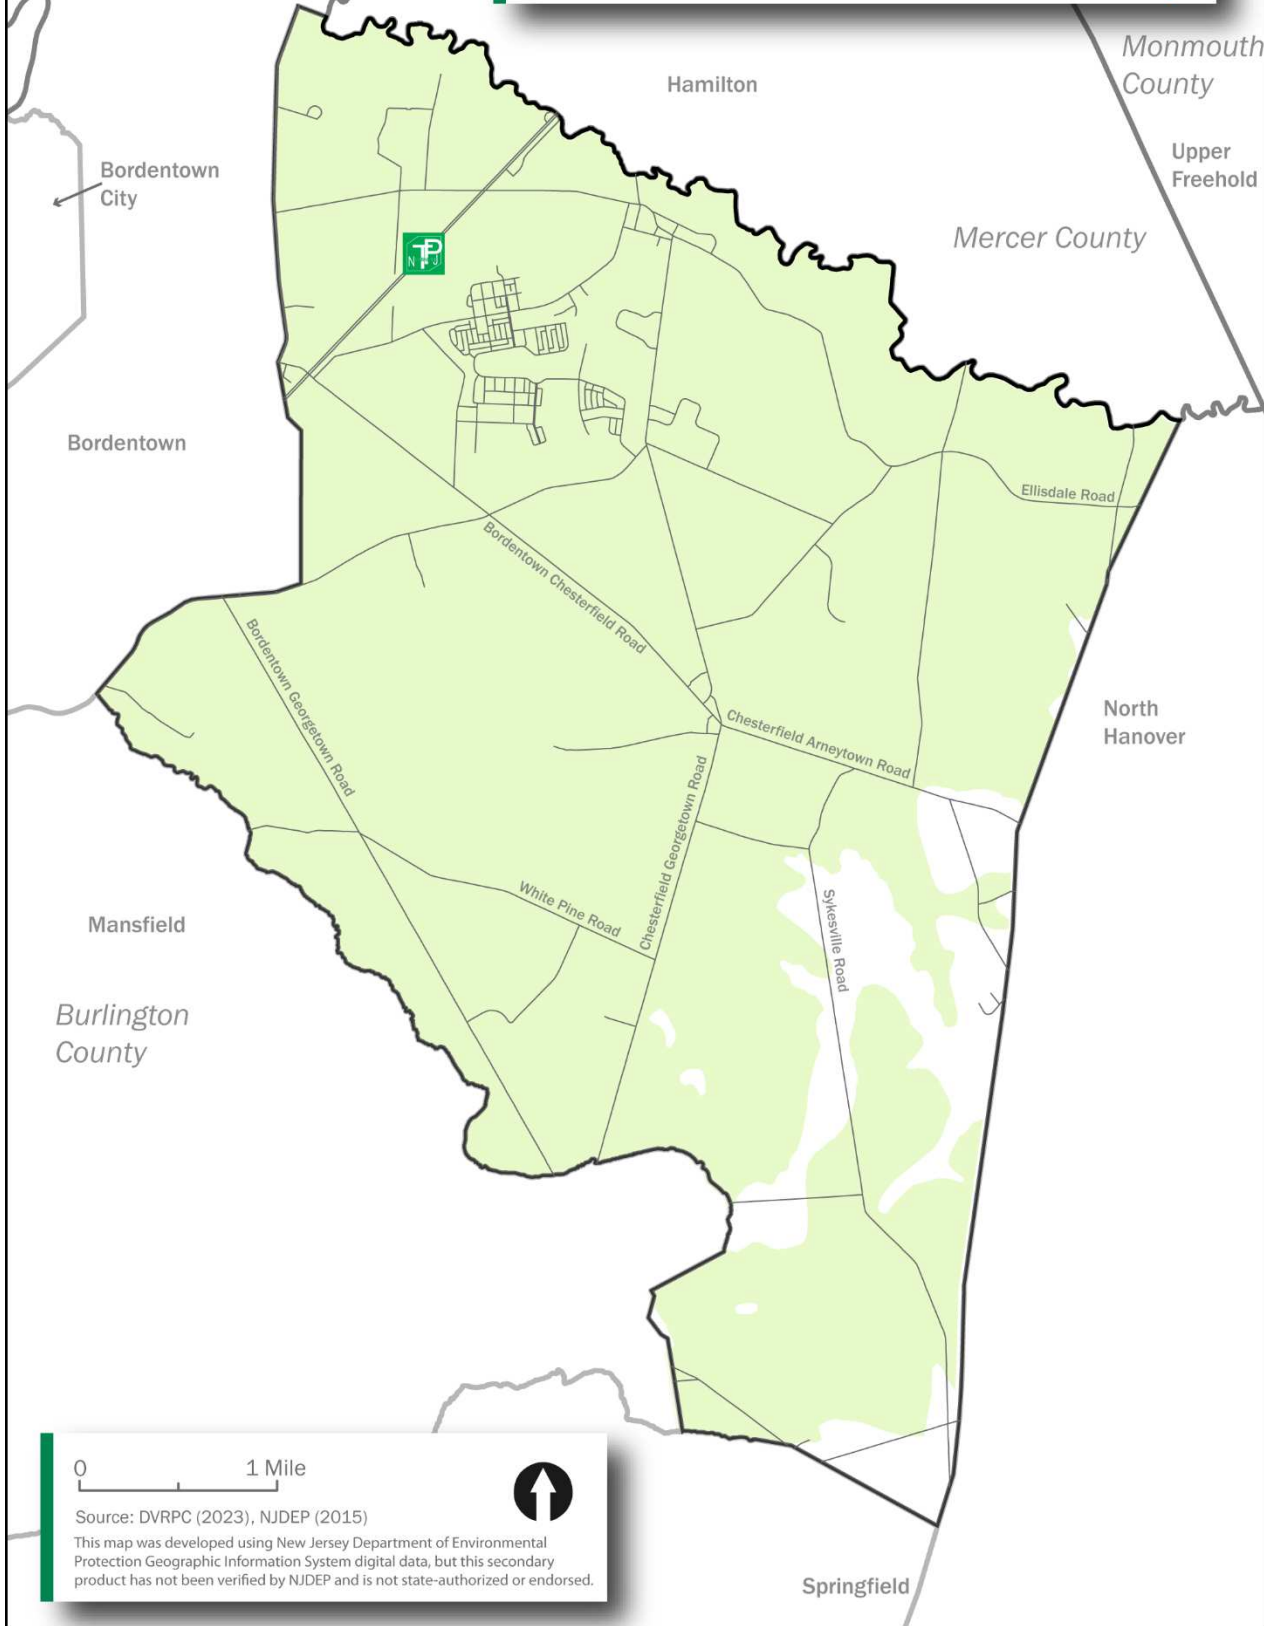 Monmouth
County
Hamilton
Upper
Freehold
Bordentown
City
Mercer County
N TP J
Bordentown
Ellisdale Road
Bordentown Chesterfield Road
Bordentown Georgetown Road
North
Hanover
Chesterfield Arneytown Road
Chesterfield Georgetown Road
White Pine Road
Sykesville Road
Mansfield
Burlington
County
0 1 Mile
Source: DVRPC (2023), NJDEP (2015)
This map was developed using New Jersey Department of Environmental
Protection Geographic Information System digital data, but this secondary
product has not been verified by NJDEP and is not state-authorized or endorsed.
Springfield